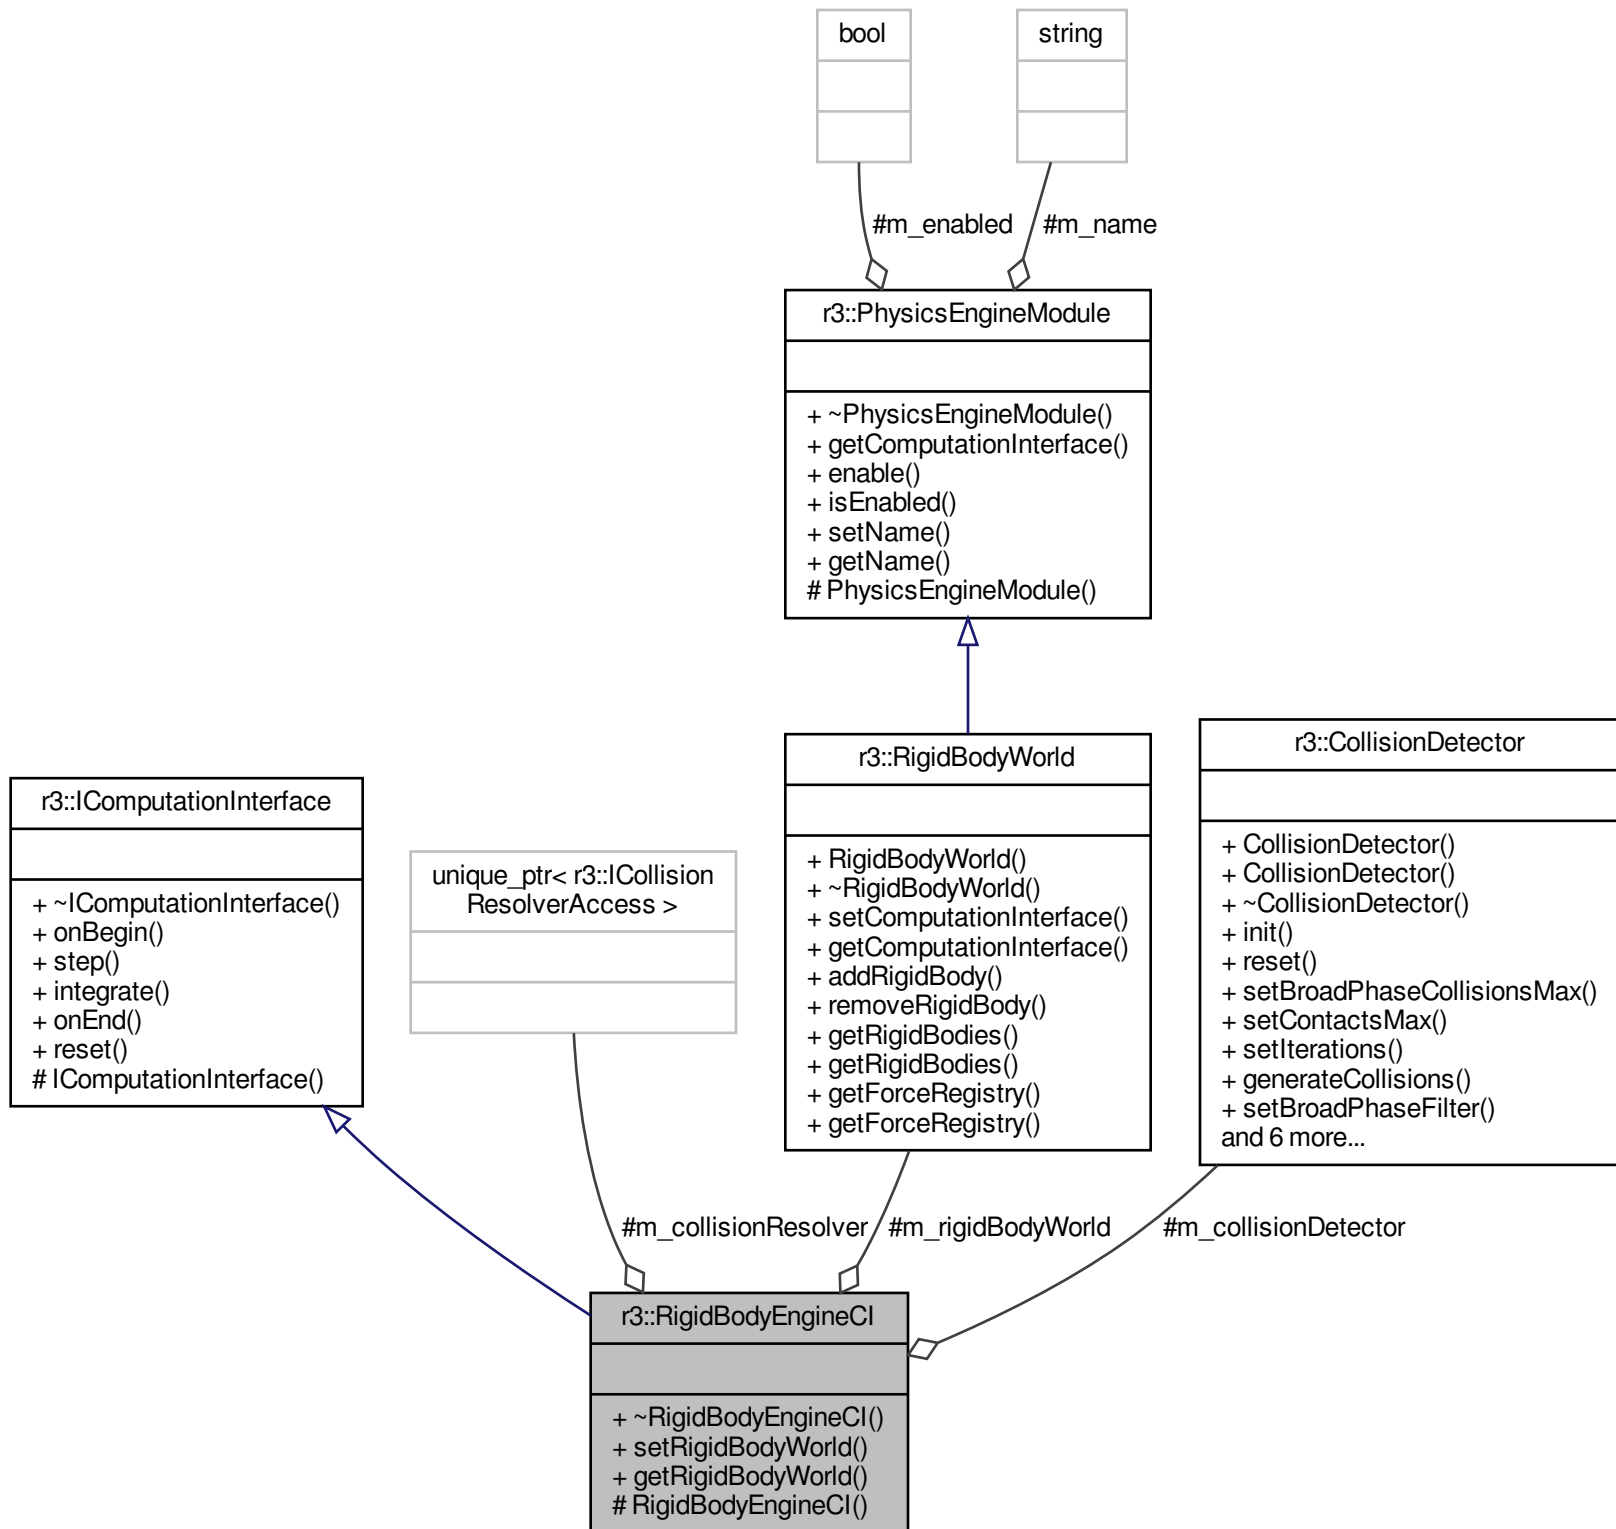 bool
string
#m_enabled
#m_name
r3::PhysicsEngineModule
+ ~PhysicsEngineModule()
+ getComputationInterface()
+ enable()
+ isEnabled()
+ setName()
+ getName()
# PhysicsEngineModule()
r3::IComputationInterface
+ ~IComputationInterface()
+ onBegin()
+ step()
+ integrate()
+ onEnd()
+ reset()
# IComputationInterface()
unique_ptr< r3::ICollision
ResolverAccess >
r3::RigidBodyWorld
+ RigidBodyWorld()
+ ~RigidBodyWorld()
+ setComputationInterface()
+ getComputationInterface()
+ addRigidBody()
+ removeRigidBody()
+ getRigidBodies()
+ getRigidBodies()
+ getForceRegistry()
+ getForceRegistry()
r3::CollisionDetector
+ CollisionDetector()
+ CollisionDetector()
+ ~CollisionDetector()
+ init()
+ reset()
+ setBroadPhaseCollisionsMax()
+ setContactsMax()
+ setIterations()
+ generateCollisions()
+ setBroadPhaseFilter()
and 6 more...
#m_collisionResolver
#m_rigidBodyWorld
#m_collisionDetector
r3::RigidBodyEngineCI
+ ~RigidBodyEngineCI()
+ setRigidBodyWorld()
+ getRigidBodyWorld()
# RigidBodyEngineCI()